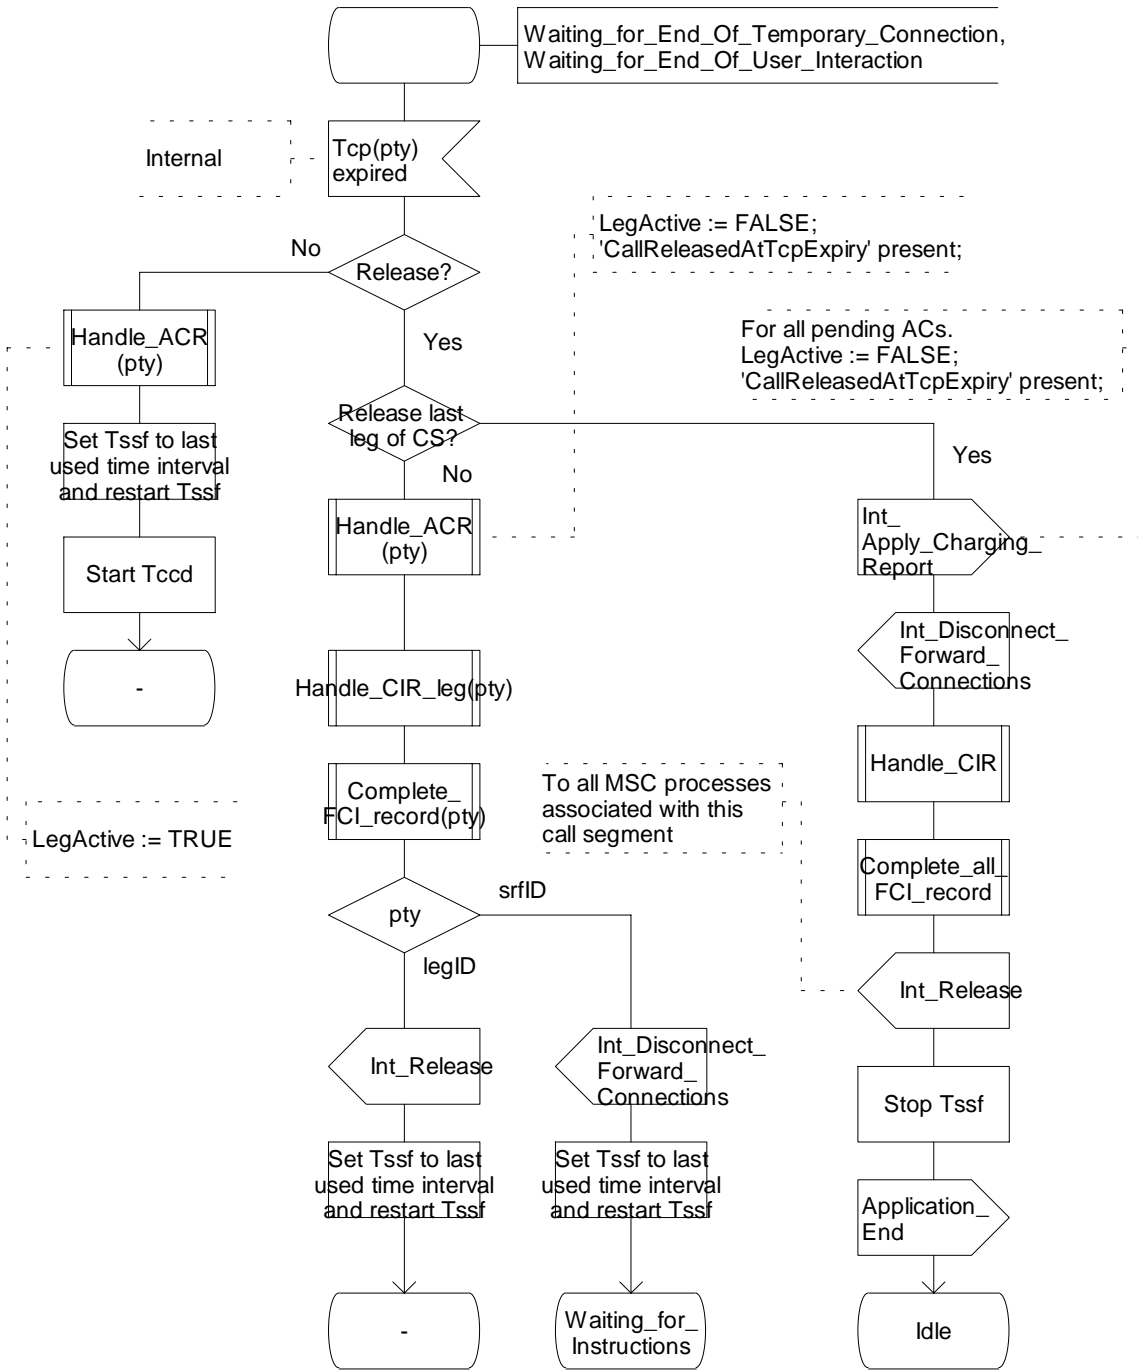 Waiting_for_End_Of_Temporary_Connection,
Waiting_for_End_Of_User_Interaction
Internal
Tcp(pty)
expired
LegActive := FALSE;
'CallReleasedAtTcpExpiry' present;
No
Release?
Handle_ACR
(pty)
Yes
For all pending ACs.
LegActive := FALSE;
'CallReleasedAtTcpExpiry' present;
Set Tssf to last
used time interval
and restart Tssf
Release last
leg of CS?
Yes
No
Handle_ACR
(pty)
Int_
Apply_Charging_
Report
Start Tccd
-
Int_Disconnect_
Forward_
Connections
Handle_CIR_leg(pty)
Handle_CIR
Complete_
FCI_record(pty)
To all MSC processes
associated with this
call segment
LegActive := TRUE
Complete_all_
FCI_record
pty
srfID
legID
Int_Release
Int_Release
Int_Disconnect_
Forward_
Connections
Stop Tssf
Set Tssf to last
used time interval
and restart Tssf
Set Tssf to last
used time interval
and restart Tssf
Application_
End
-
Waiting_for_
Instructions
Idle